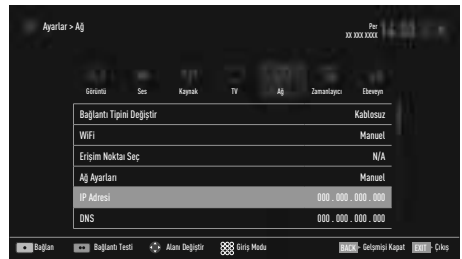 Ayarlar > Ağ
Per
XX XXX XXXX
Görüntü Ses Kaynak TV Ağ Zamanlayıcı Ebeveyn
Bağlantı Tipini Değiştir Kablosuz
WiFi Manuel
Erişim Noktaı Seç N/A
Ağ Ayarları Manuel
IP Adresi 000 . 000 . 000 . 000
DNS 000 . 000 . 000 . 000
Bağlan Bağlantı Testi Alanı Değiştir Giriş Modu BACK - Gelşmişi Kapat EXIT - Çıkış